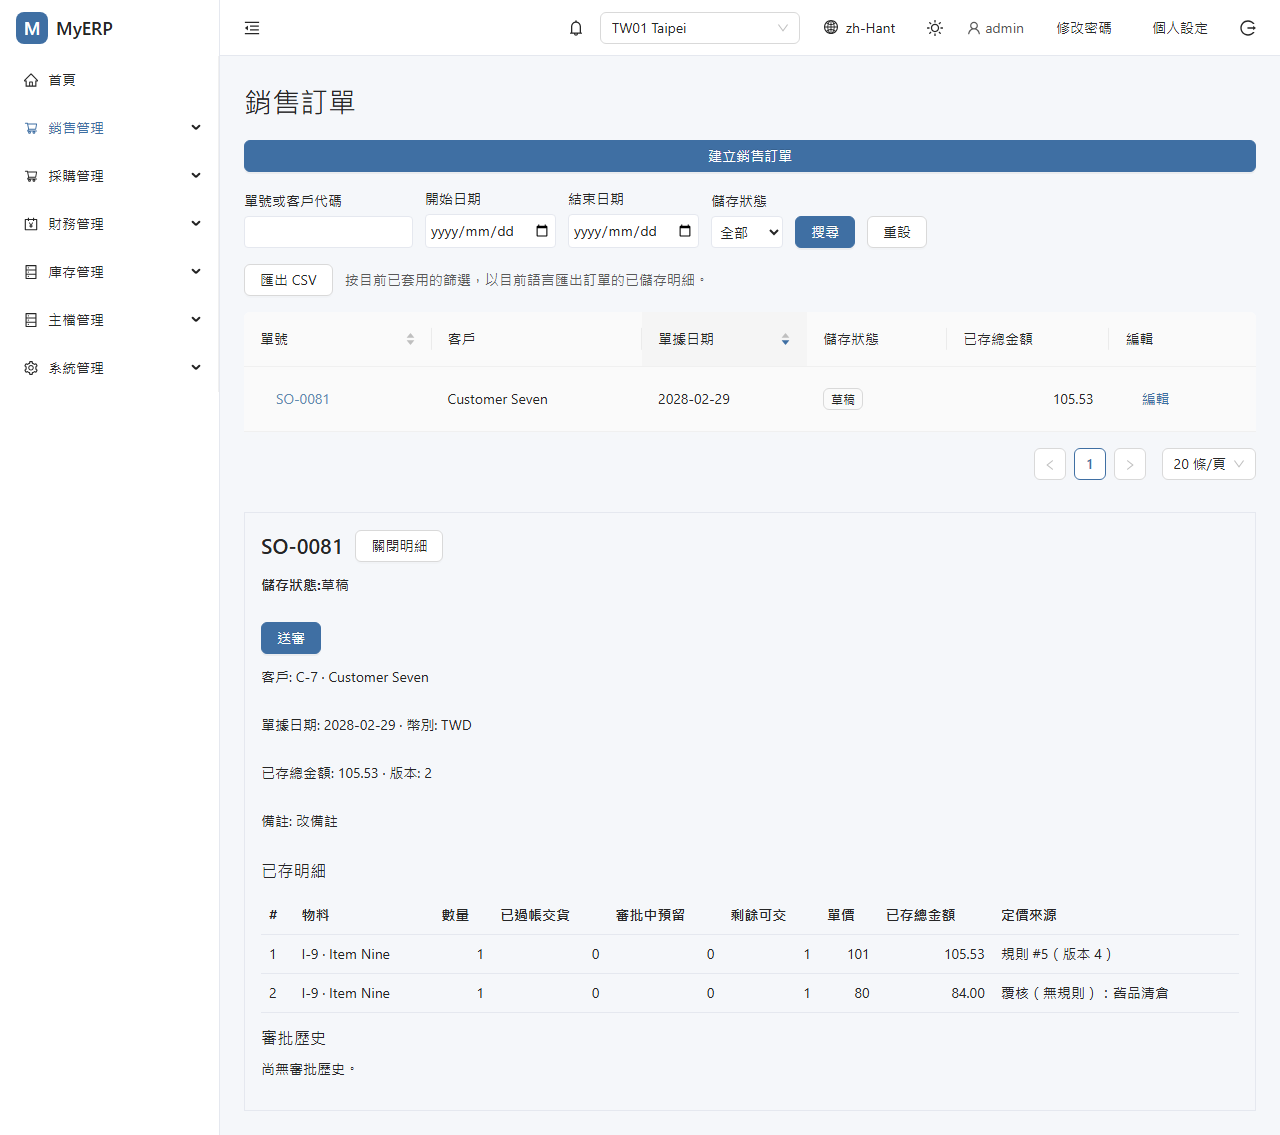 M MyERP
TW01 Taipei
zh-Hant
admin
修改密碼
個人設定
首頁
銷售管理
採購管理
財務管理
庫存管理
主檔管理
系統管理
銷售訂單
建立銷售訂單
單號或客戶代碼
開始日期
結束日期
儲存狀態
yyyy/mm/dd
yyyy/mm/dd
全部
搜尋
重設
匯出 CSV
按目前已套用的篩選，以目前語言匯出訂單的已儲存明細。
單號 客戶 單據日期 儲存狀態 已存總金額 編輯
SO-0081 Customer Seven 2028-02-29 草稿 105.53 編輯
1
20 條/頁
SO-0081 關閉明細
儲存狀態:草稿
送審
客戶: C-7 · Customer Seven
單據日期: 2028-02-29 · 幣別: TWD
已存總金額: 105.53 · 版本: 2
備註: 改備註
已存明細
# 物料 數量 已過帳交貨 審批中預留 剩餘可交 單價 已存總金額 定價來源
1 I-9 · Item Nine 1 0 0 1 101 105.53 規則 #5（版本 4）
2 I-9 · Item Nine 1 0 0 1 80 84.00 覆核（無規則）：舊品清倉
審批歷史
尚無審批歷史。